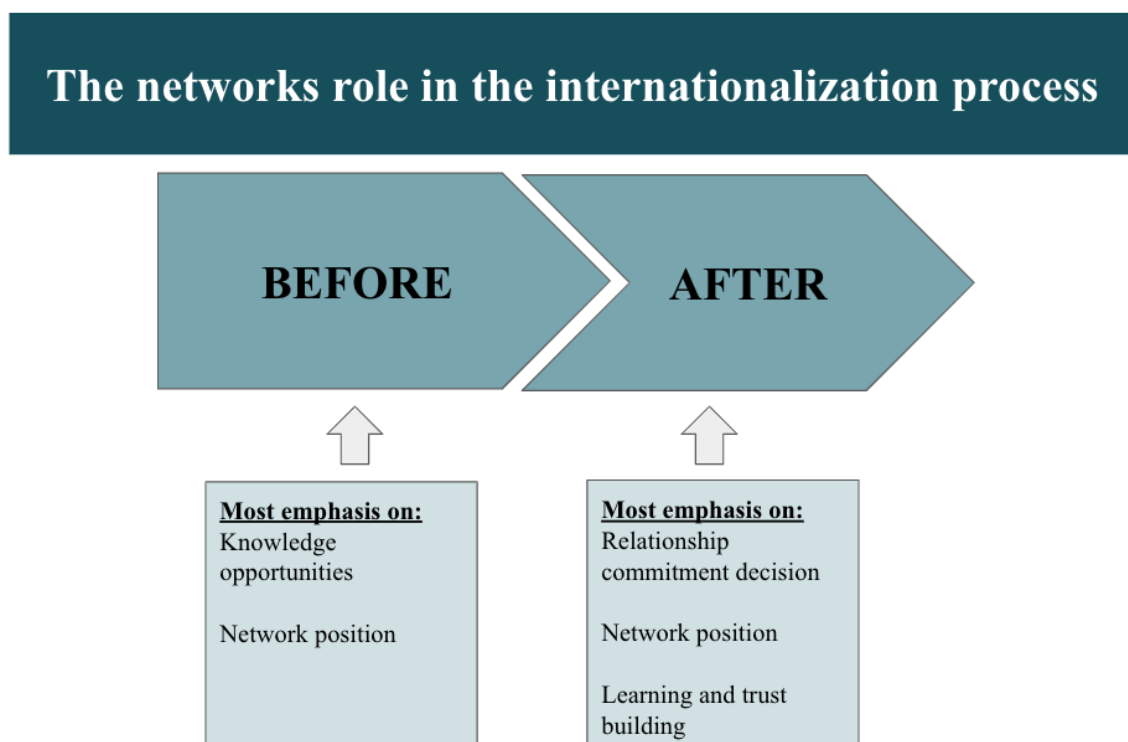 The networks role in the internationalization process
BEFORE
AFTER
Most emphasis on:
Knowledge
opportunities
Network position
Most emphasis on:
Relationship
commitment decision
Network position
Learning and trust
building